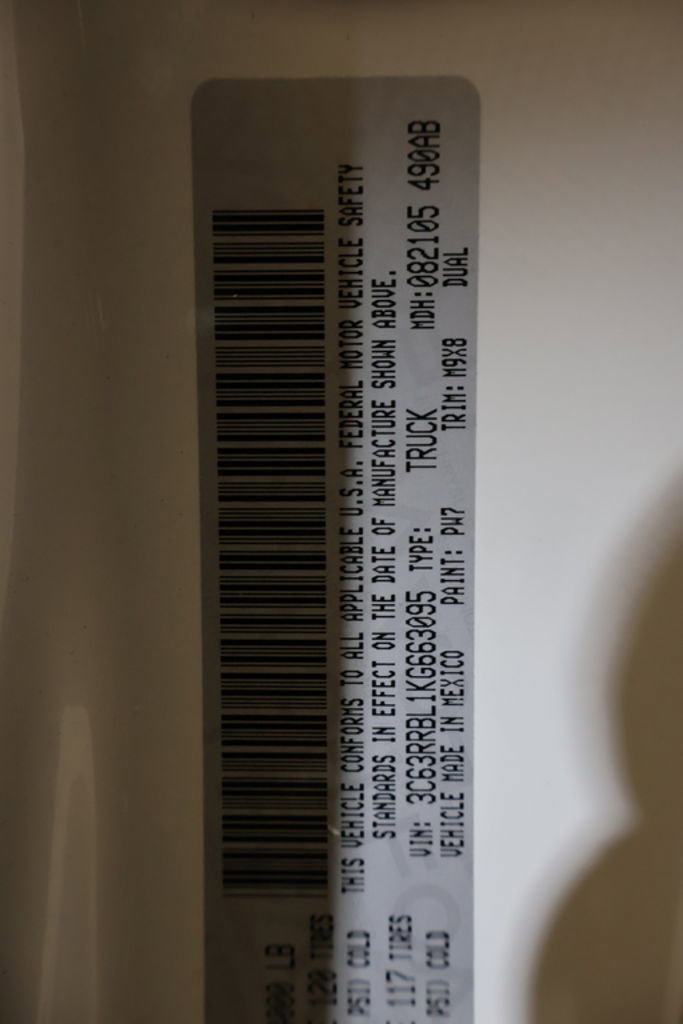 THIS VEHICLE CONFORMS TO ALL APPLICABLE U.S.A. FEDERAL MOTOR VEHICLE SAFETY
STANDARDS IN EFFECT ON THE DATE OF MANUFACTURE SHOWN ABOVE.
VIN: 3C63RRBL1KG663095 TYPE: TRUCK MDH:082105 490AB
VEHICLE MADE IN MEXICO PAINT: PW7 TRIM: M9X8 DUAL
LB
120 TIRES
PSI) COLD
117 TIRES
PSI) COLD